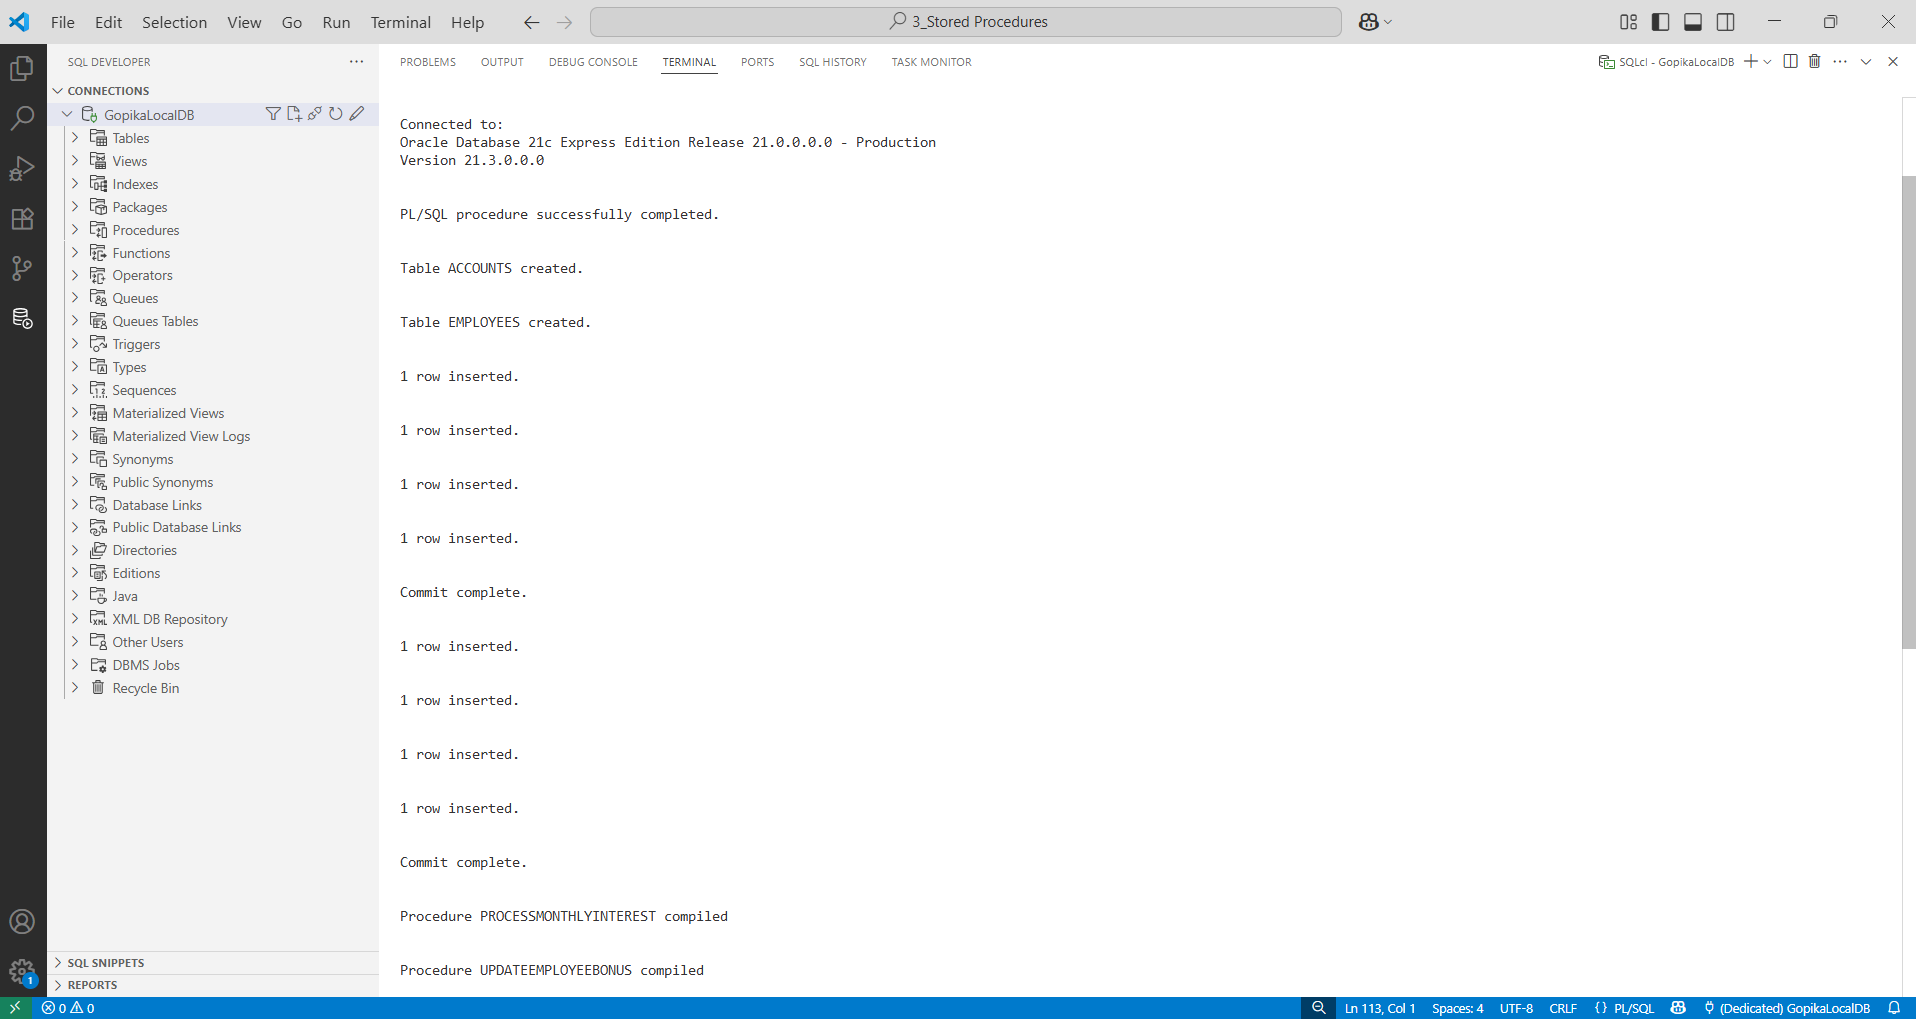 File Edit Selection View Go Run Terminal Help
3_Stored Procedures
SQL DEVELOPER
CONNECTIONS
GopikaLocalDB
Tables
Views
Indexes
Packages
Procedures
Functions
Operators
Queues
Queues Tables
Triggers
Types
Sequences
Materialized Views
Materialized View Logs
Synonyms
Public Synonyms
Database Links
Public Database Links
Directories
Editions
Java
XML DB Repository
Other Users
DBMS Jobs
Recycle Bin
SQL SNIPPETS
REPORTS
PROBLEMS OUTPUT DEBUG CONSOLE TERMINAL PORTS SQL HISTORY TASK MONITOR
SQLcl - GopikaLocalDB
Connected to:
Oracle Database 21c Express Edition Release 21.0.0.0.0 - Production
Version 21.3.0.0.0
PL/SQL procedure successfully completed.
Table ACCOUNTS created.
Table EMPLOYEES created.
1 row inserted.
1 row inserted.
1 row inserted.
1 row inserted.
Commit complete.
1 row inserted.
1 row inserted.
1 row inserted.
1 row inserted.
Commit complete.
Procedure PROCESSMONTHLYINTEREST compiled
Procedure UPDATEEMPLOYEEBONUS compiled
1
0 0
Ln 113, Col 1 Spaces: 4 UTF-8 CRLF {} PL/SQL (Dedicated) GopikaLocalDB